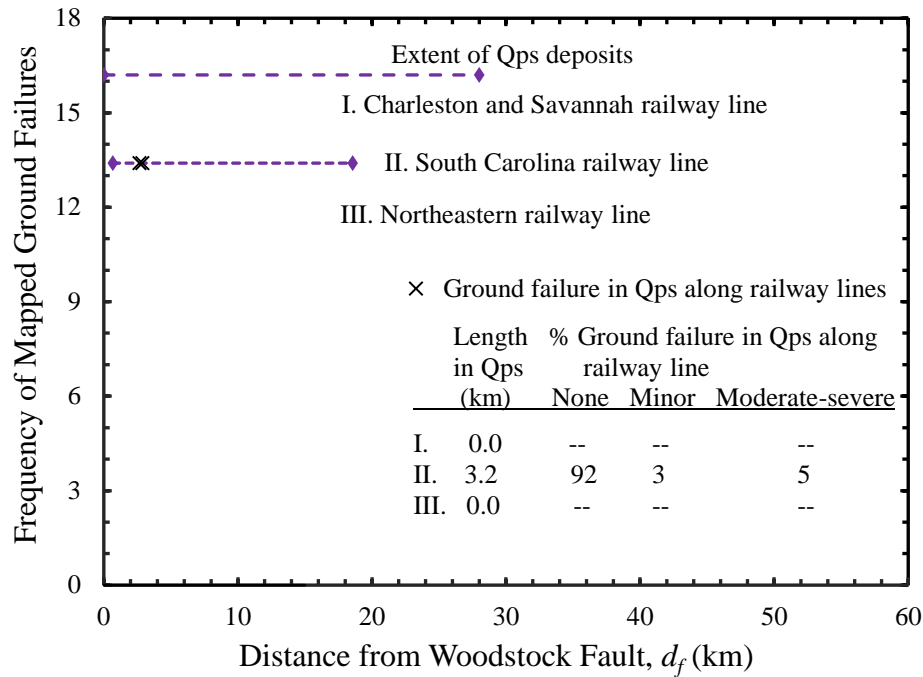 Frequency of Mapped Ground Failures
18
15
12
9
6
3
0
Extent of Qps deposits
I. Charleston and Savannah railway line
II. South Carolina railway line
III. Northeastern railway line
× Ground failure in Qps along railway lines
Length % Ground failure in Qps along
in Qps railway line
(km) None Minor Moderate-severe
I. 0.0 -- -- --
II. 3.2 92 3 5
III. 0.0 -- -- --
0 10 20 30 40 50 60
Distance from Woodstock Fault, df (km)